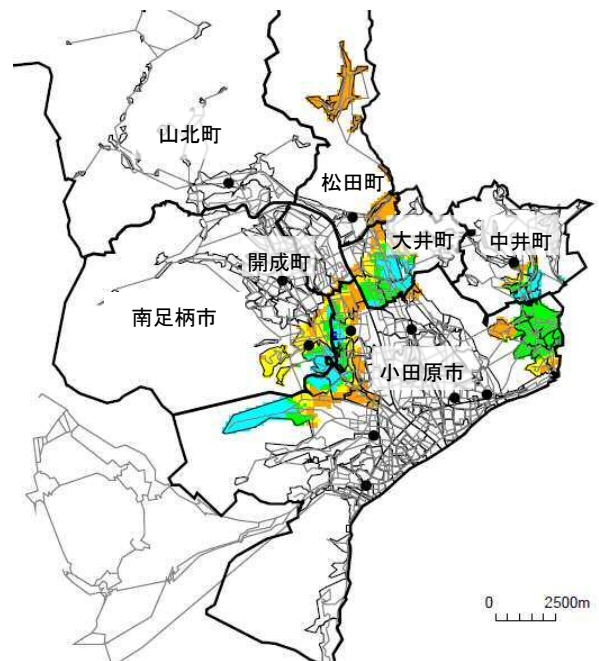 山北町
松田町
大井町
中井町
開成町
南足柄市
小田原市
0 2500m